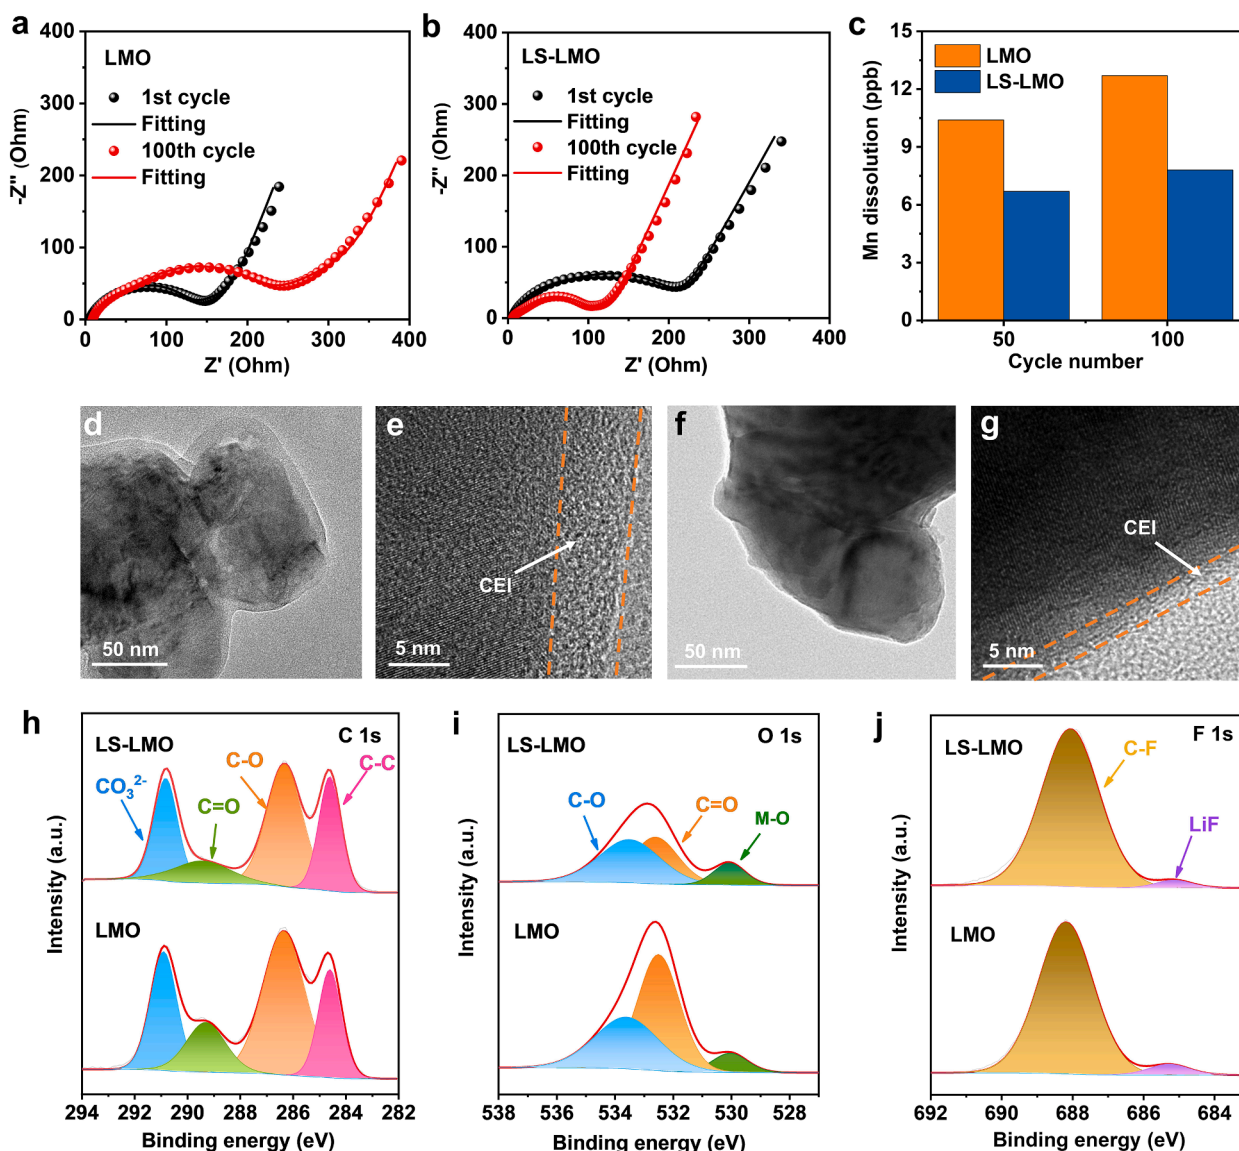 a
400
300
200
100
0
0
100
200
300
400
-Z'' (Ohm)
Z' (Ohm)
LMO
1st cycle
Fitting
100th cycle
Fitting
b
400
300
200
100
0
0
100
200
300
400
-Z'' (Ohm)
Z' (Ohm)
LS-LMO
1st cycle
Fitting
100th cycle
Fitting
c
15
12
9
6
3
0
50
100
Mn dissolution (ppb)
Cycle number
LMO
LS-LMO
d
50 nm
e
CEI
5 nm
f
50 nm
g
CEI
5 nm
h
C 1s
LS-LMO
CO₃²⁻
C=O
C-O
C-C
LMO
Intensity (a.u.)
294
292
290
288
286
284
282
Binding energy (eV)
i
O 1s
LS-LMO
C-O
C=O
M-O
LMO
Intensity (a.u.)
538
536
534
532
530
528
Binding energy (eV)
j
F 1s
LS-LMO
C-F
LiF
LMO
Intensity (a.u.)
692
690
688
686
684
Binding energy (eV)